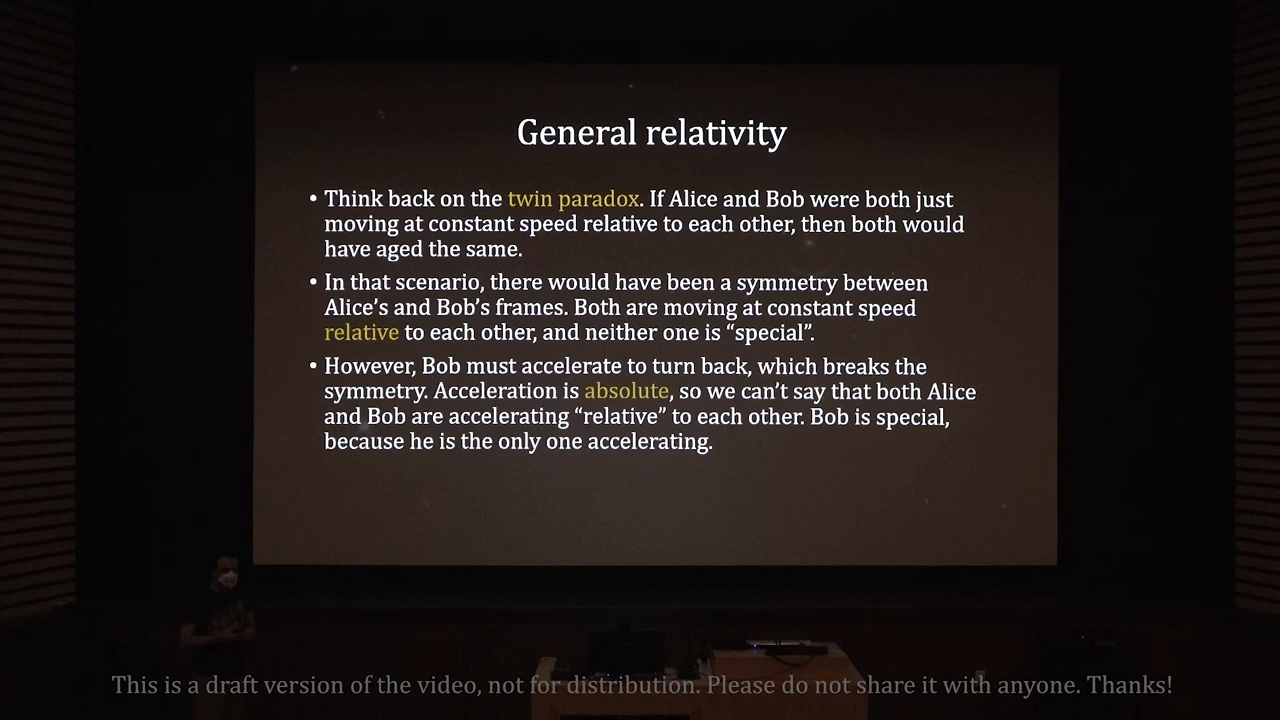 General relativity
• Think back on the twin paradox. If Alice and Bob were both just
moving at constant speed relative to each other, then both would
have aged the same.
• In that scenario, there would have been a symmetry between
Alice’s and Bob’s frames. Both are moving at constant speed
relative to each other, and neither one is “special”.
• However, Bob must accelerate to turn back, which breaks the
symmetry. Acceleration is absolute, so we can’t say that both Alice
and Bob are accelerating “relative” to each other. Bob is special,
because he is the only one accelerating.
This is a draft version of the video, not for distribution. Please do not share it with anyone. Thanks!